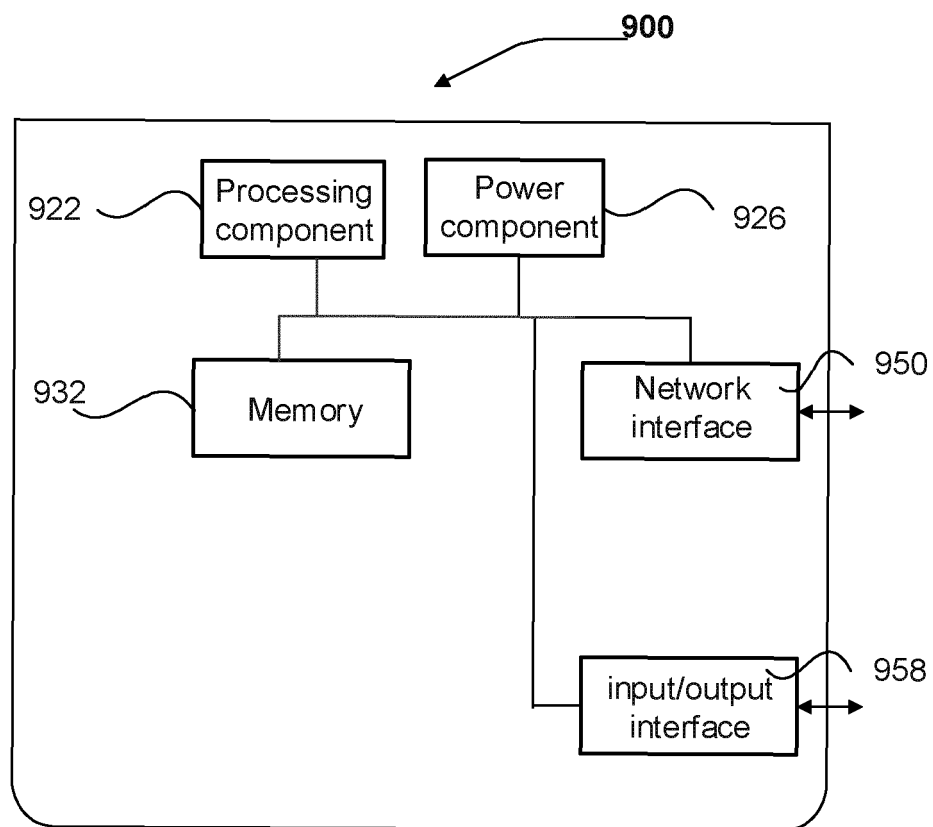 900
922
Processing
component
Power
component
926
932
Memory
Network
interface
950
input/output
interface
958